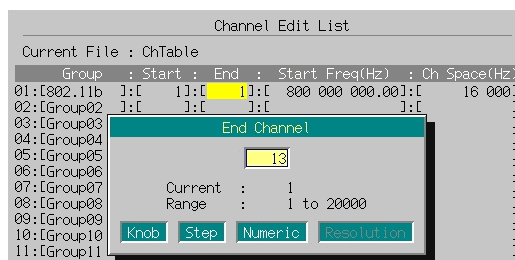 Channel Edit List
Current File : ChTable
Group : Start : End : Start Freq(Hz) : Ch Space(Hz)
01:[802.11b ]:[ 1]:[ 1]:[ 800 000 000.00]:[ 16 000]
02:[Group02 ]:[ ]:[ ]:[ ]:[
03:[Group03
04:[Group04
05:[Group05
06:[Group06
07:[Group07
08:[Group08
09:[Group09
10:[Group10
11:[Group11
End Channel
13
Current : 1
Range : 1 to 20000
Knob Step Numeric Resolution